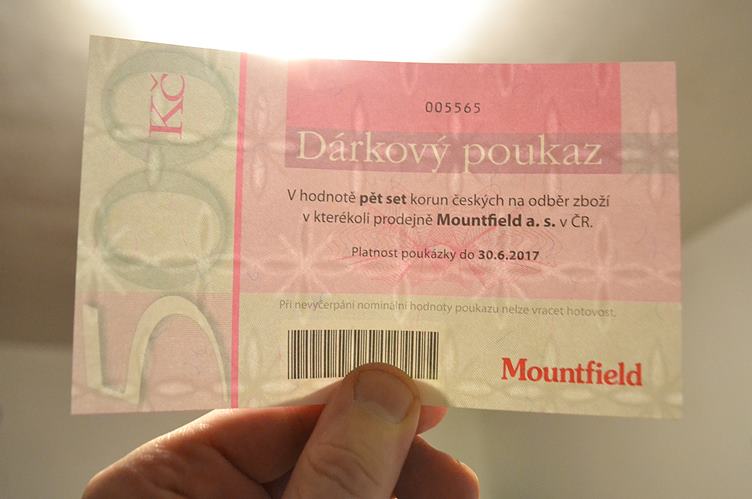 500 Kč
005565
Dárkový poukaz
V hodnotě pět set korun českých na odběr zboží
v kterékoli prodejně Mountfield a. s. v ČR.
Platnost poukázky do 30.6.2017
Při nevyčerpání nominální hodnoty poukazu nelze vracet hotovost.
Mountfield